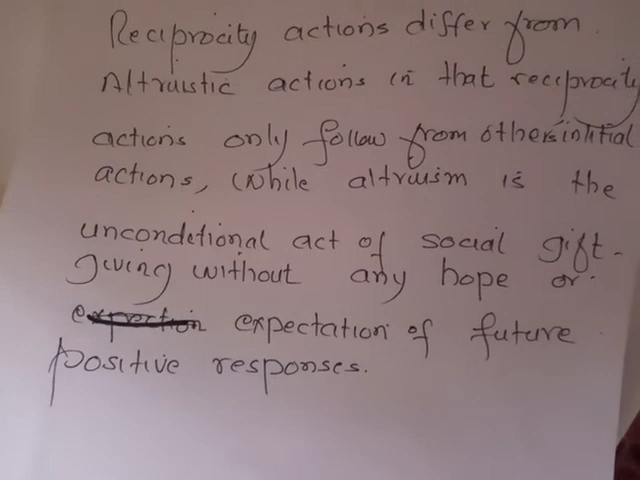 Reciprocity actions differ from
Altruistic actions in that reciprocity
actions only follow from others initial
actions, while altruism is the
unconditional act of social gift-
giving without any hope or
expectation of future
positive responses.